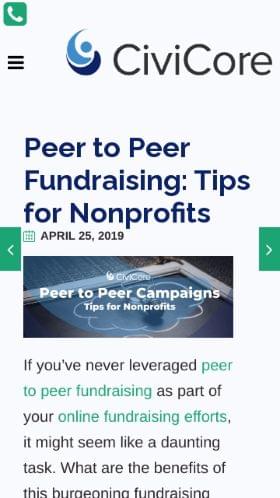 CiviCore
Peer to Peer
Fundraising: Tips
for Nonprofits
APRIL 25, 2019
CiviCore
Peer to Peer Campaigns
Tips for Nonprofits
If you’ve never leveraged peer
to peer fundraising as part of
your online fundraising efforts,
it might seem like a daunting
task. What are the benefits of
this burgeoning fundraising